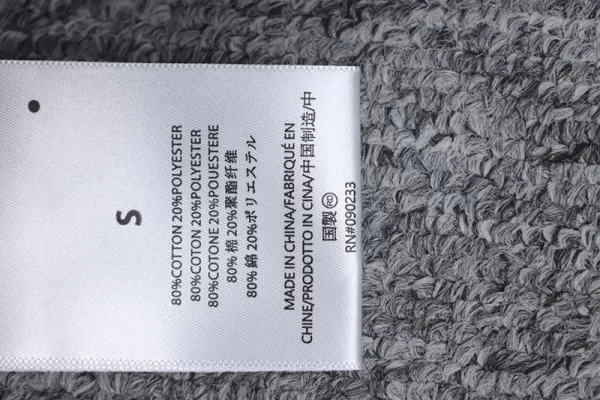 S
80%COTTON 20%POLYESTER
80%COTON 20%POLYESTER
80%COTONE 20%POUESTERE
80% 棉 20%聚酯纤维
80% 綿 20%ポリエステル
MADE IN CHINA/FABRIQUÉ EN
CHINE/PRODOTTO IN CINA/中国制造/中
国製 RD
RN#090233